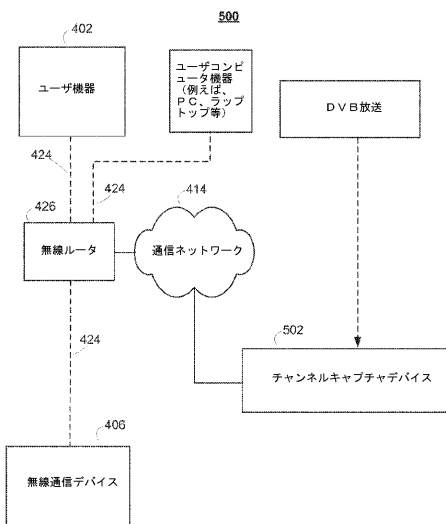 500
402
ユーザ機器
ユーザコンピ
ュータ機器
(例えば、
PC、ラップ
トップ等)
DVB放送
424
424
426
414
無線ルータ
通信ネットワーク
424
502
チャンネルキャプチャデバイス
406
無線通信デバイス